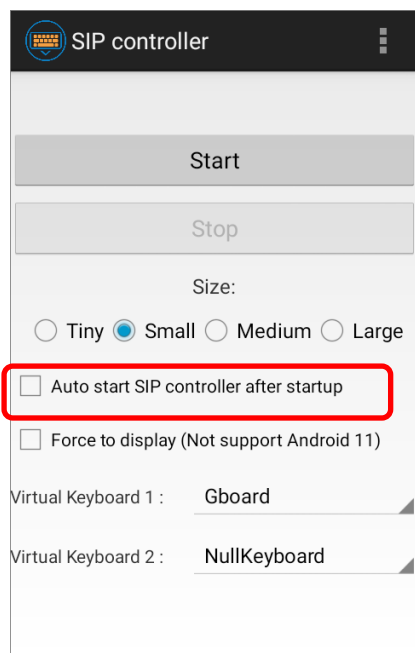 SIP controller
Start
Stop
Size:
Tiny Small Medium Large
Auto start SIP controller after startup
Force to display (Not support Android 11)
Virtual Keyboard 1 : Gboard
Virtual Keyboard 2 : NullKeyboard